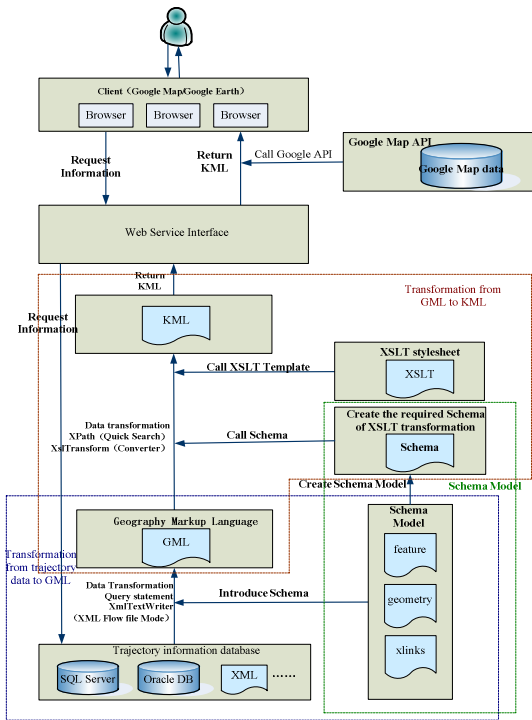 Client（Google Map/Google Earth）
Browser
Browser
Browser
Request
Information
Return
KML
Call Google API
Google Map API
Google Map data
Web Service Interface
Return
KML
Transformation from
GML to KML
Request
Information
KML
XSLT stylesheet
XSLT
Call XSLT Template
Create the required Schema
of XSLT transformation
Schema
Data transformation
XPath（Quick Search）
XslTransform（Converter）
Call Schema
Create Schema Model
Schema Model
Geography Markup Language
GML
Schema
Model
feature
geometry
xlinks
Transformation
from trajectory
data to GML
Data Transformation
Query statement
XmlTextWriter
（XML Flow file Mode）
Introduce Schema
Trajectory information database
SQL Server
Oracle DB
XML
……